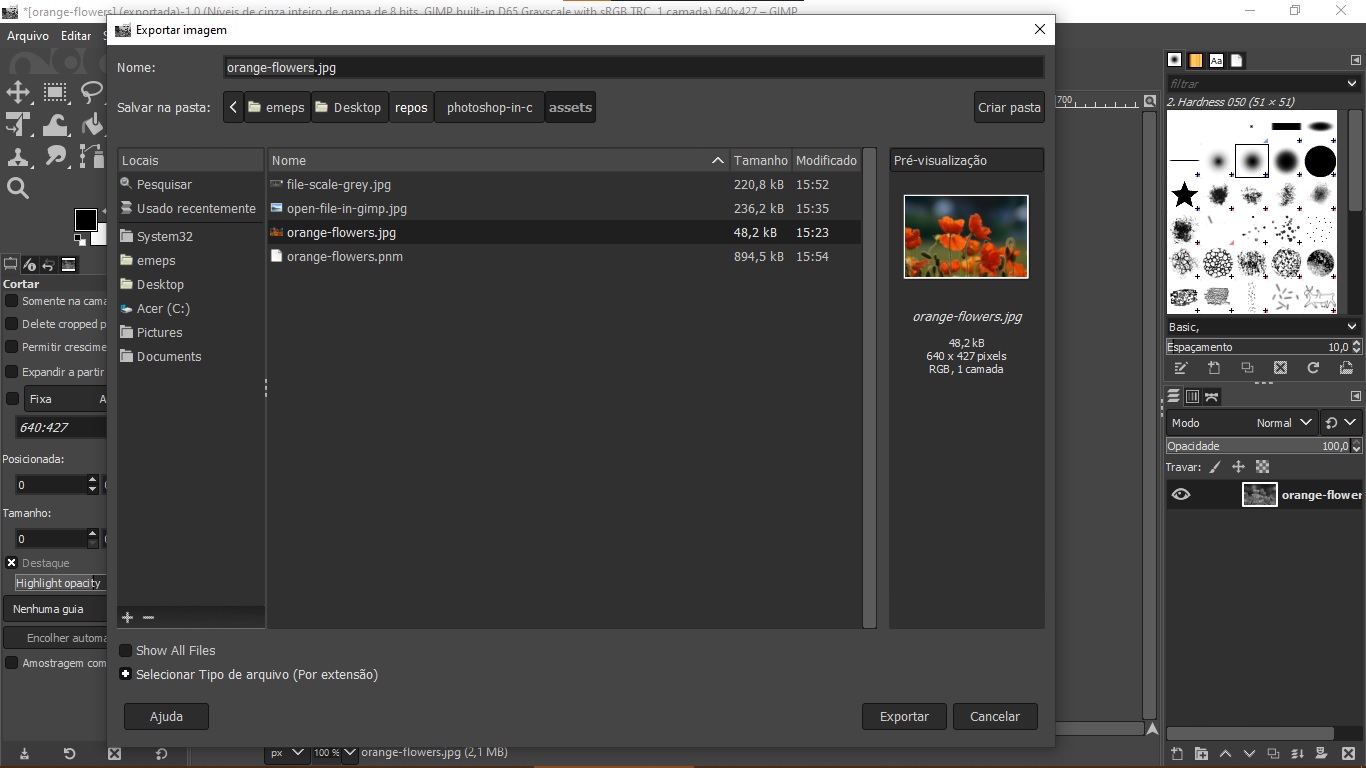 *[orange-flowers] (exportada)-1.0 (Níveis de cinza inteiro de gama de 8 bits, GIMP built-in D65 Grayscale with sRGB TRC, 1 camada) 640x427 – GIMP
Arquivo Editar S
Exportar imagem
Nome: orange-flowers.jpg
Salvar na pasta: emeps Desktop repos photoshop-in-c assets Criar pasta
Locais
Pesquisar
Usado recentemente
System32
emeps
Desktop
Acer (C:)
Pictures
Documents
Nome Tamanho Modificado
file-scale-grey.jpg 220,8 kB 15:52
open-file-in-gimp.jpg 236,2 kB 15:35
orange-flowers.jpg 48,2 kB 15:23
orange-flowers.pnm 894,5 kB 15:54
Pré-visualização
orange-flowers.jpg
48,2 kB
640 x 427 pixels
RGB, 1 camada
Show All Files
Selecionar Tipo de arquivo (Por extensão)
Ajuda Exportar Cancelar
Cortar
Somente na cama
Delete cropped p
Permitir crescime
Expandir a partir
Fixa A
640:427
Posicionada:
0
Tamanho:
0
Destaque
Highlight opacity
Nenhuma guia
Encolher automa
Amostragem com
700
px 100 % orange-flowers.jpg (2,1 MB)
Aa
filtrar
2. Hardness 050 (51 × 51)
Basic,
Espaçamento 10,0
Modo Normal
Opacidade 100,0
Travar:
orange-flower